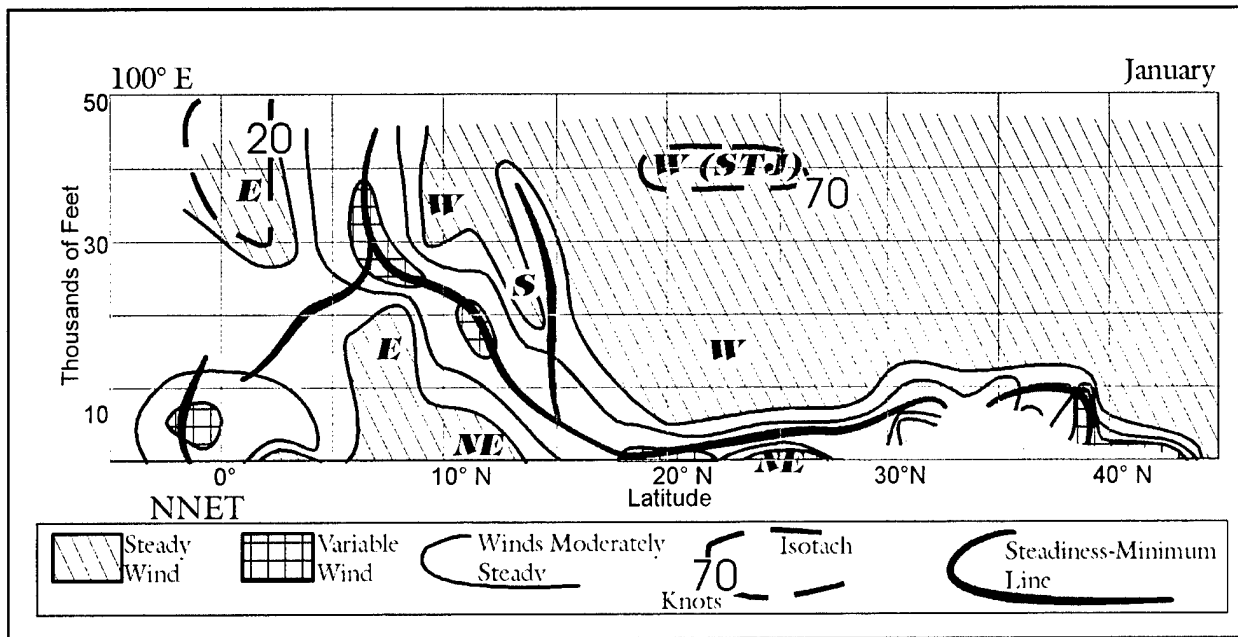 100° E January
50
20
E
W
W (STJ)
70
30
S
E
W
10
NE
NE
Thousands of Feet
0° 10° N 20° N 30°N 40° N
Latitude
NNET
Steady Wind
Variable Wind
Winds Moderately Steady
70
Isotach
Knots
Steadiness-Minimum Line